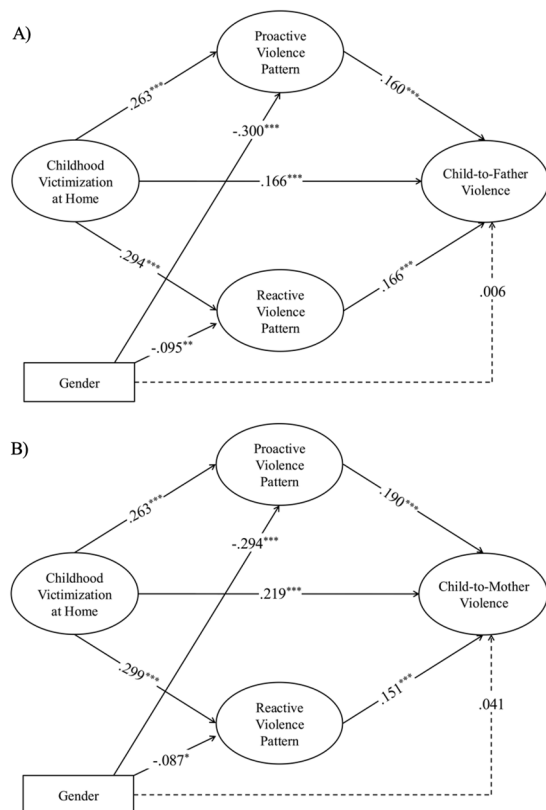 A)
Proactive
Violence
Pattern
.263***
.160***
-.300***
Childhood
Victimization
at Home
.166***
Child-to-Father
Violence
.294***
.166***
Reactive
Violence
Pattern
.006
-.095**
Gender
B)
Proactive
Violence
Pattern
.263***
.190***
-.294***
Childhood
Victimization
at Home
.219***
Child-to-Mother
Violence
.299***
.151***
Reactive
Violence
Pattern
.041
-.087*
Gender